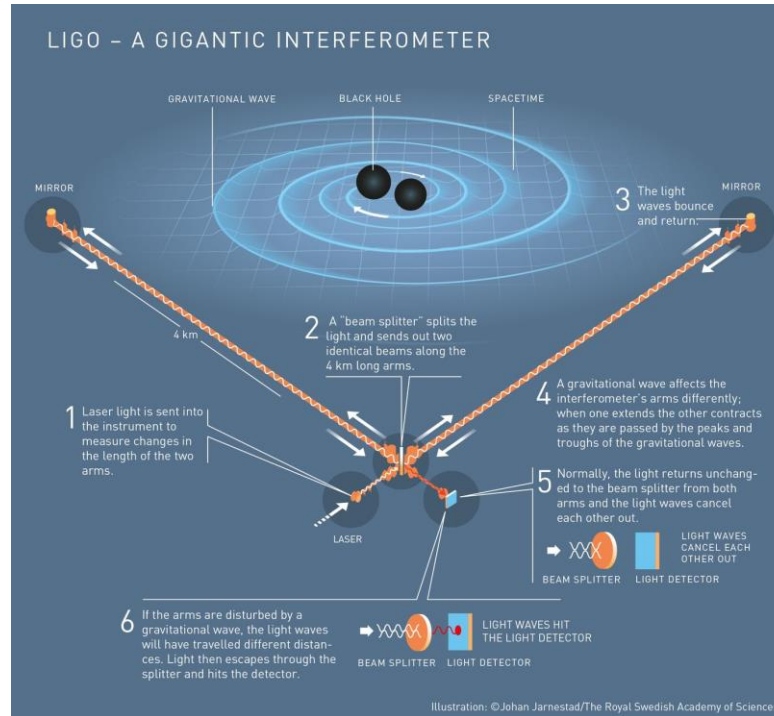 LIGO – A GIGANTIC INTERFEROMETER
GRAVITATIONAL WAVE
BLACK HOLE
SPACETIME
MIRROR
3 The light
waves bounce
and return.
MIRROR
4 km
2 A "beam splitter" splits the
light and sends out two
identical beams along the
4 km long arms.
1 Laser light is sent into
the instrument to
measure changes in
the length of the two
arms.
4 A gravitational wave affects the
interferometer's arms differently;
when one extends the other contracts
as they are passed by the peaks and
troughs of the gravitational waves.
5 Normally, the light returns unchang-
ed to the beam splitter from both
arms and the light waves cancel
each other out.
LASER
LIGHT WAVES
CANCEL EACH
OTHER OUT
BEAM SPLITTER
LIGHT DETECTOR
6 If the arms are disturbed by a
gravitational wave, the light waves
will have travelled different distan-
ces. Light then escapes through the
splitter and hits the detector.
LIGHT WAVES HIT
THE LIGHT DETECTOR
BEAM SPLITTER
LIGHT DETECTOR
Illustration: ©Johan Jarnestad/The Royal Swedish Academy of Science